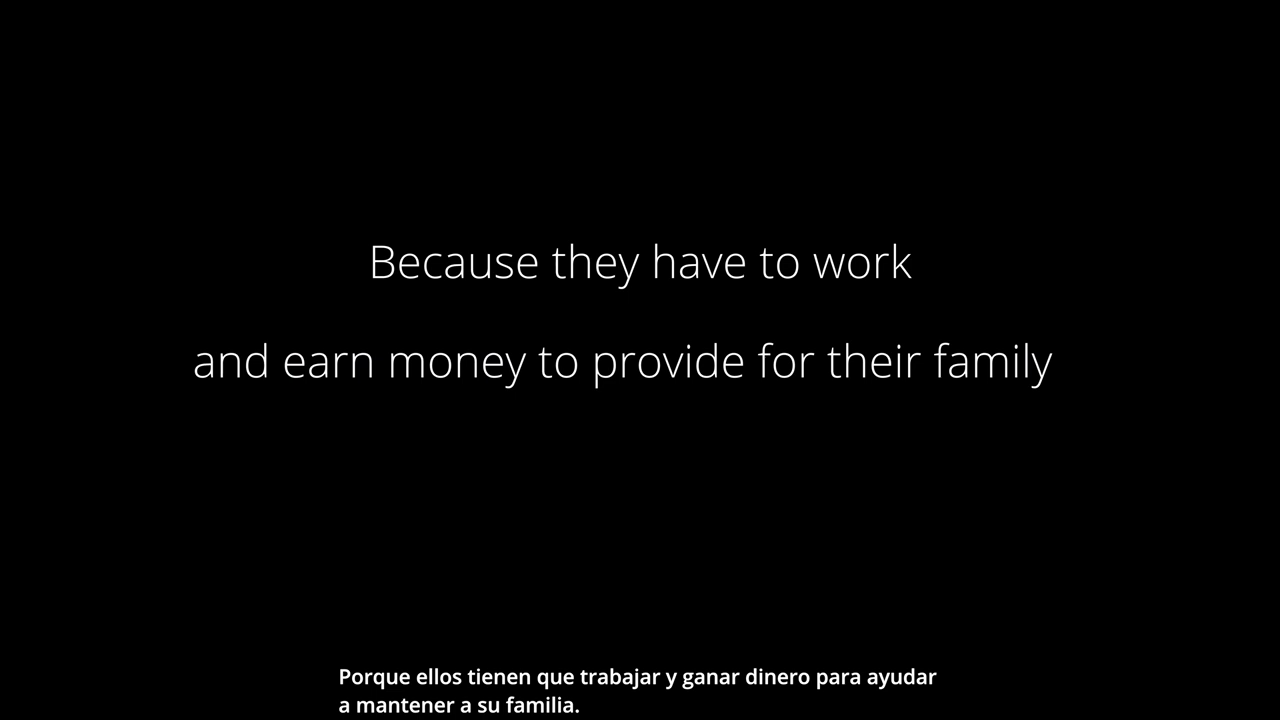 Because they have to work
and earn money to provide for their family
Porque ellos tienen que trabajar y ganar dinero para ayudar
a mantener a su familia.